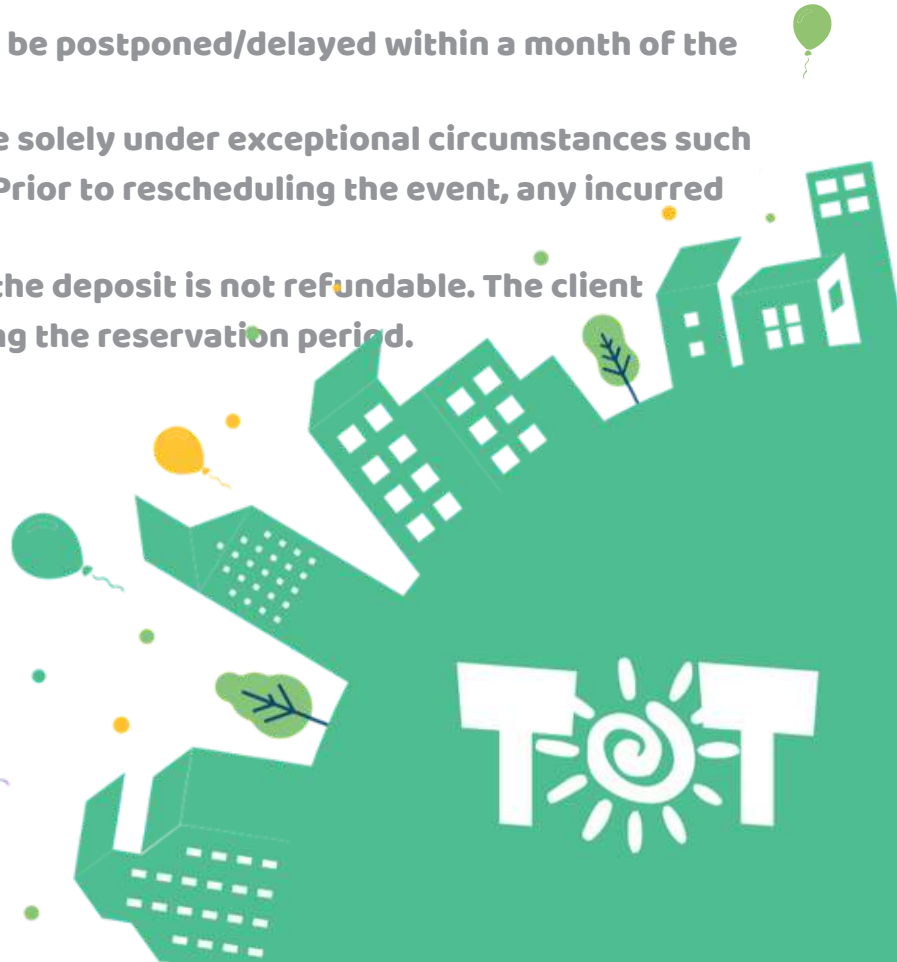 be postponed/delayed within a month of the
e solely under exceptional circumstances such
Prior to rescheduling the event, any incurred
the deposit is not refundable. The client
ng the reservation period.
TOT